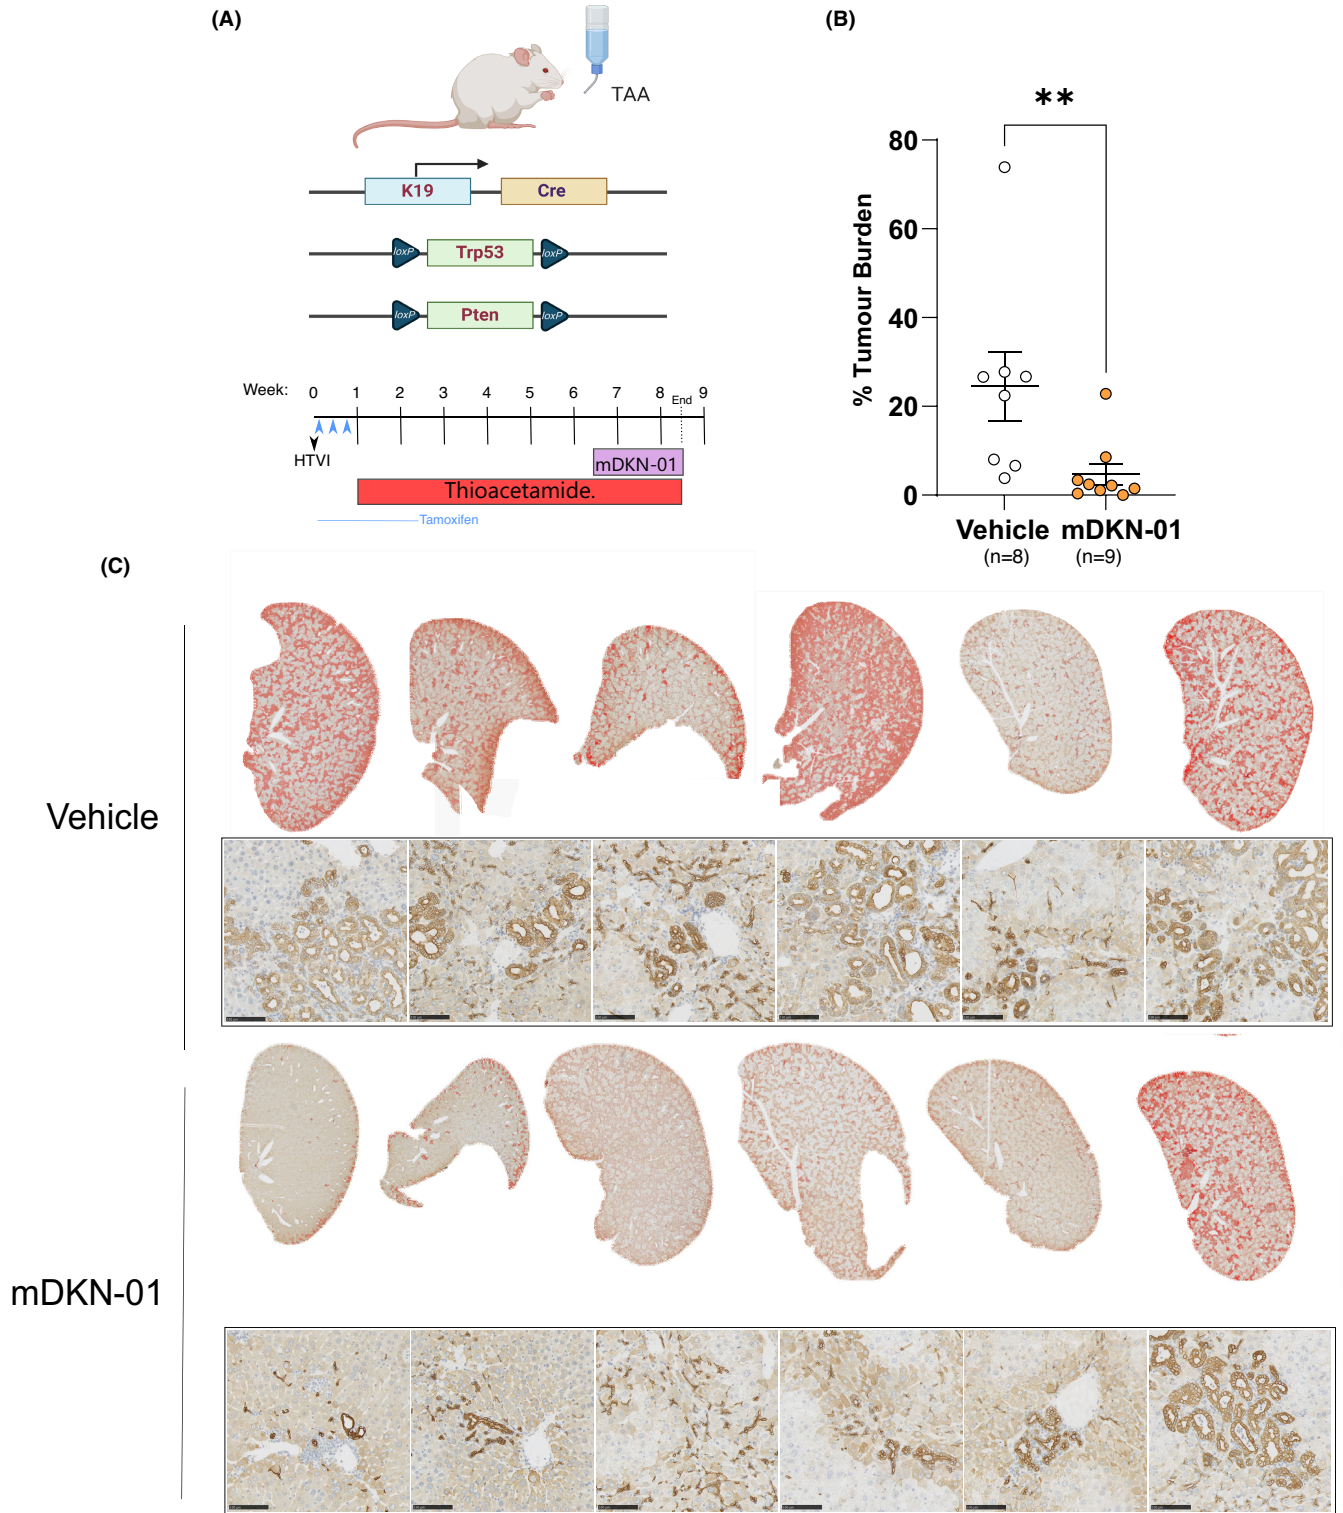 (A)
TAA
K19
Cre
loxP
Trp53
loxP
loxP
Pten
loxP
Week:
0
1
2
3
4
5
6
7
8
End
9
HTVI
mDKN-01
Thioacetamide.
Tamoxifen
(B)
**
% Tumour Burden
80
60
40
20
0
Vehicle
mDKN-01
(n=8)
(n=9)
(C)
Vehicle
mDKN-01